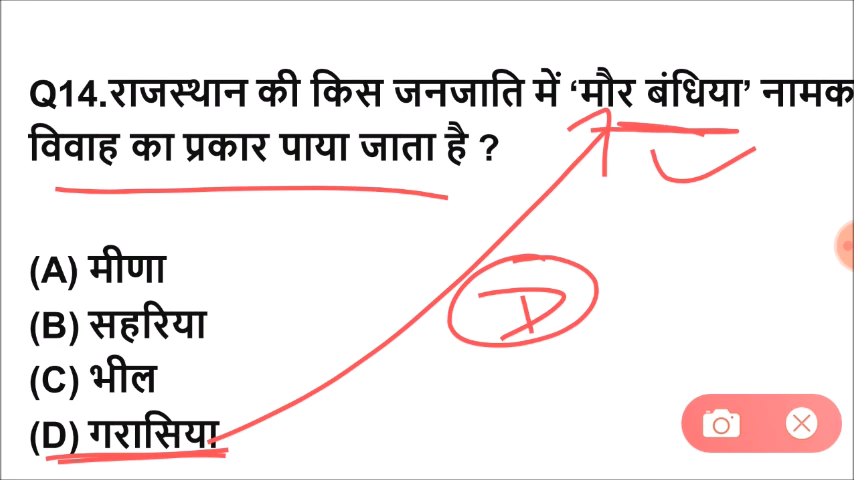 Q14.राजस्थान की किस जनजाति में ‘मौर बंधिया’ नामक
विवाह का प्रकार पाया जाता है ?
(A) मीणा
(B) सहरिया
D
(C) भील
(D) गरासिया